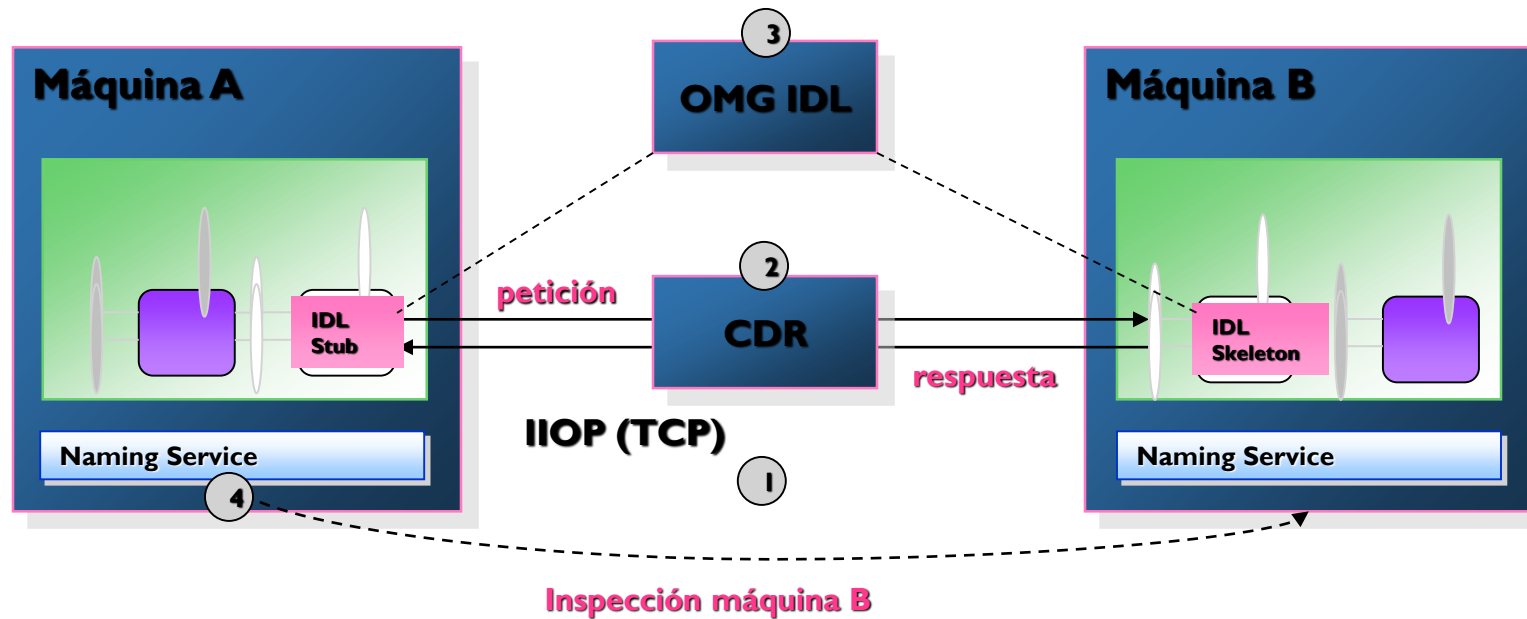 3
Máquina A
OMG IDL
Máquina B
2
petición
IDL
Stub
CDR
IDL
Skeleton
respuesta
IIOP (TCP)
Naming Service
Naming Service
1
4
Inspección máquina B